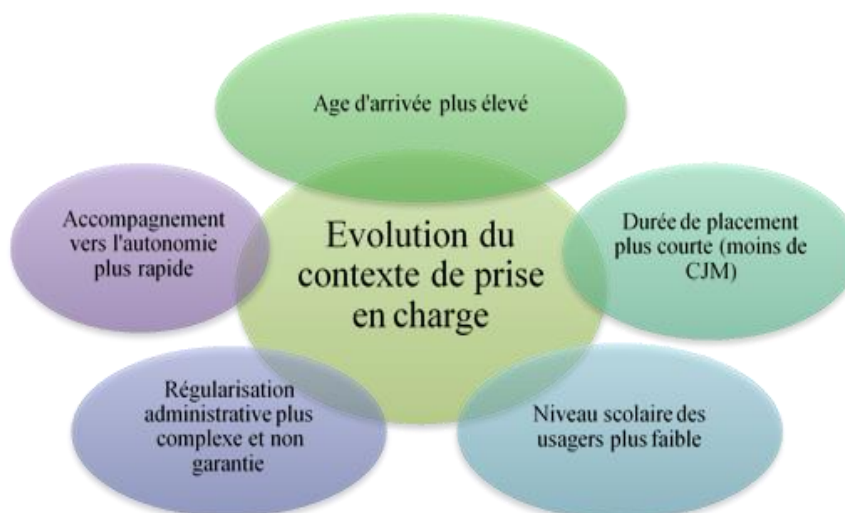 Age d'arrivée plus élevé
Accompagnement
vers l'autonomie
plus rapide
Evolution du
contexte de prise
en charge
Durée de placement
plus courte (moins de
CJM)
Régularisation
administrative plus
complexe et non
garantie
Niveau scolaire des
usagers plus faible